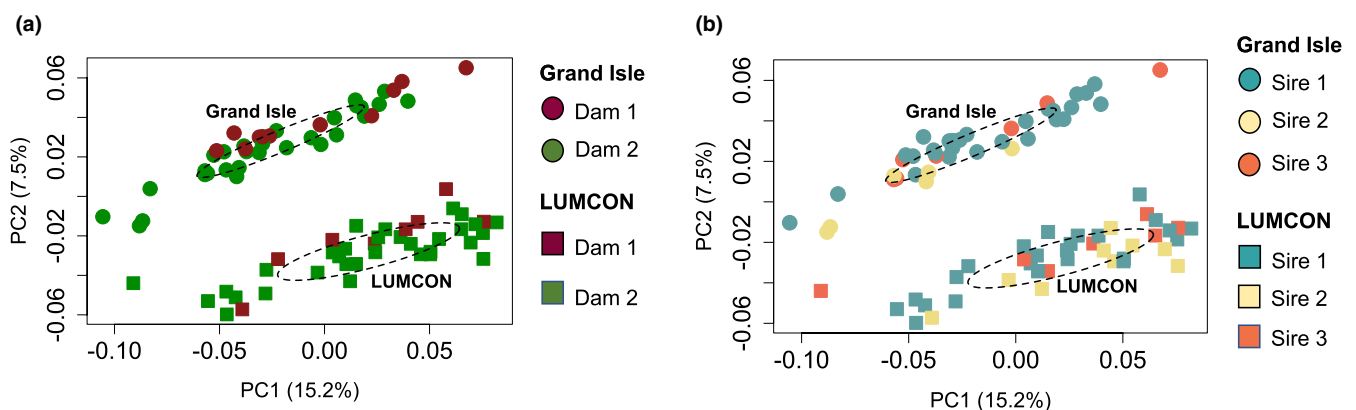 (a)
0.06
0.02
-0.02
-0.06
PC2 (7.5%)
Grand Isle
LUMCON
-0.10
-0.05
0.00
0.05
PC1 (15.2%)
Grand Isle
Dam 1
Dam 2
LUMCON
Dam 1
Dam 2
(b)
0.06
0.02
-0.02
-0.06
PC2 (7.5%)
Grand Isle
LUMCON
-0.10
-0.05
0.00
0.05
PC1 (15.2%)
Grand Isle
Sire 1
Sire 2
Sire 3
LUMCON
Sire 1
Sire 2
Sire 3